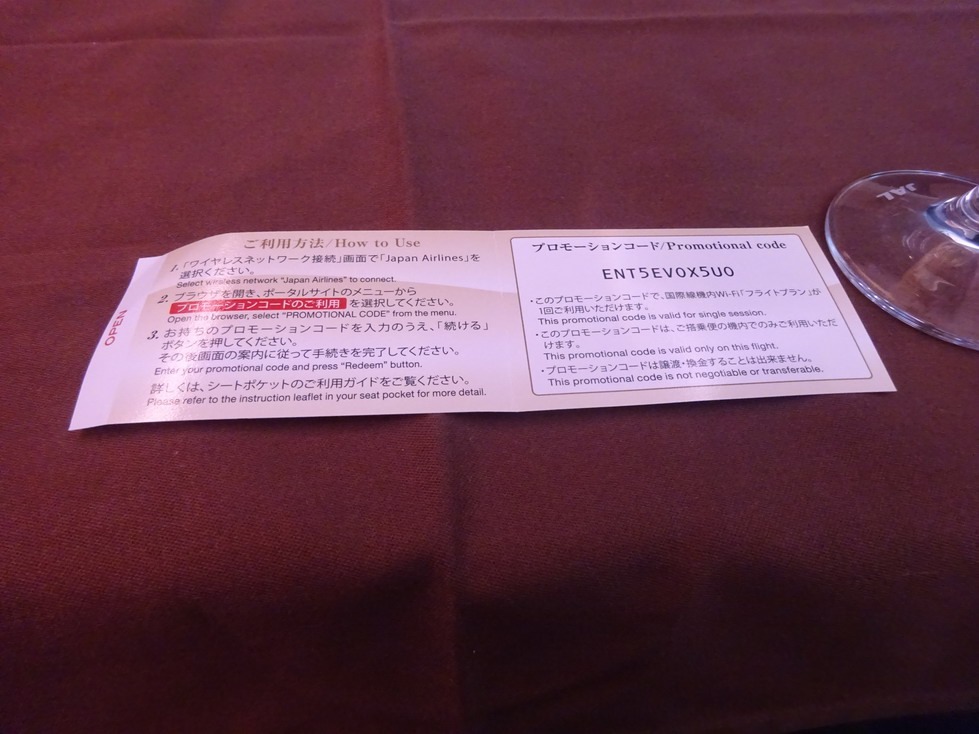 OPEN
ご利用方法/How to Use
1.「ワイヤレスネットワーク接続」画面で「Japan Airlines」を
選択ください。
Select wireless network "Japan Airlines" to connect.
2. ブラウザを開き、ポータルサイトのメニューから
プロモーションコードのご利用 を選択してください。
Open the browser, select "PROMOTIONAL CODE" from the menu.
3. お持ちのプロモーションコードを入力のうえ、「続ける」
ボタンを押してください。
その後画面の案内に従って手続きを完了してください。
Enter your promotional code and press "Redeem" button.
詳しくは、シートポケットのご利用ガイドをご覧ください。
Please refer to the instruction leaflet in your seat pocket for more detail.
プロモーションコード/Promotional code
ENT5EV0X5U0
・このプロモーションコードで、国際線機内Wi-Fi「フライトプラン」が
1回ご利用いただけます。
This promotional code is valid for single session.
・このプロモーションコードは、ご搭乗便の機内でのみご利用いただ
けます。
This promotional code is valid only on this flight.
・プロモーションコードは譲渡・換金することは出来ません。
This promotional code is not negotiable or transferable.
JAL